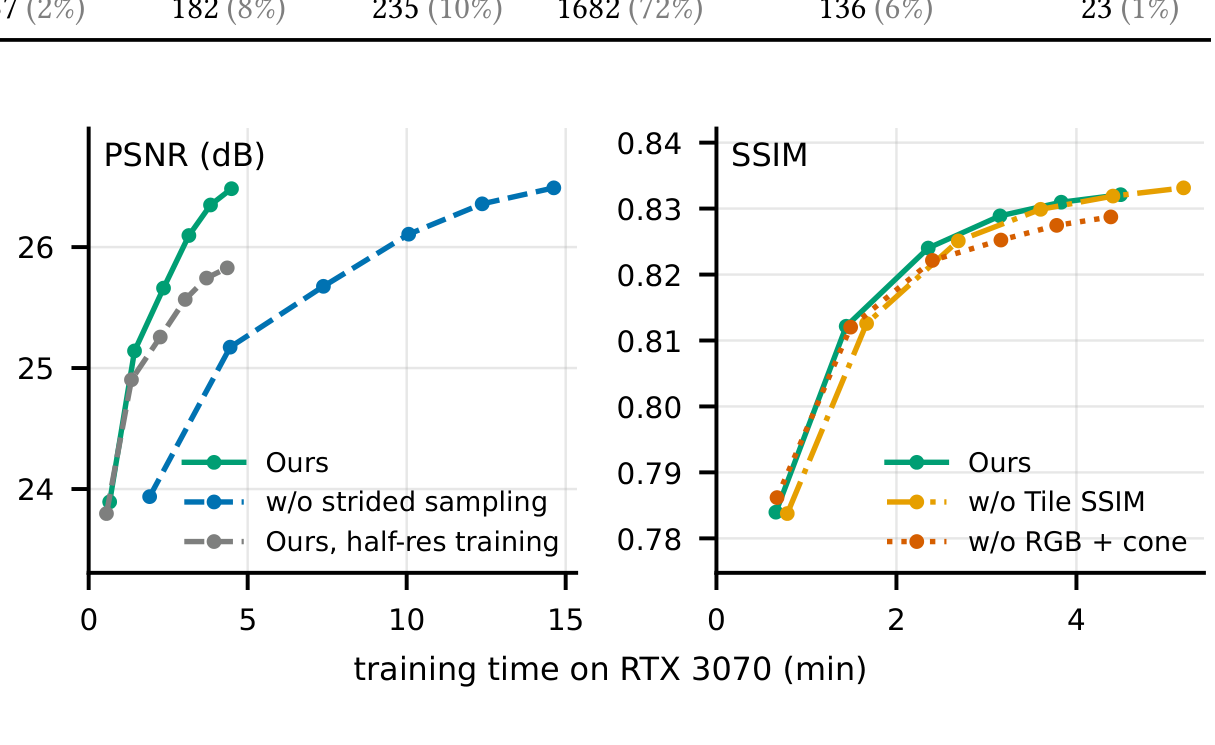 7 (2%) 182 (8%) 235 (10%) 1682 (72%) 136 (6%) 23 (1%)
PSNR (dB)
26
25
24
Ours
w/o strided sampling
Ours, half-res training
0 5 10 15
SSIM
0.84
0.83
0.82
0.81
0.80
0.79
0.78
Ours
w/o Tile SSIM
w/o RGB + cone
0 2 4
training time on RTX 3070 (min)